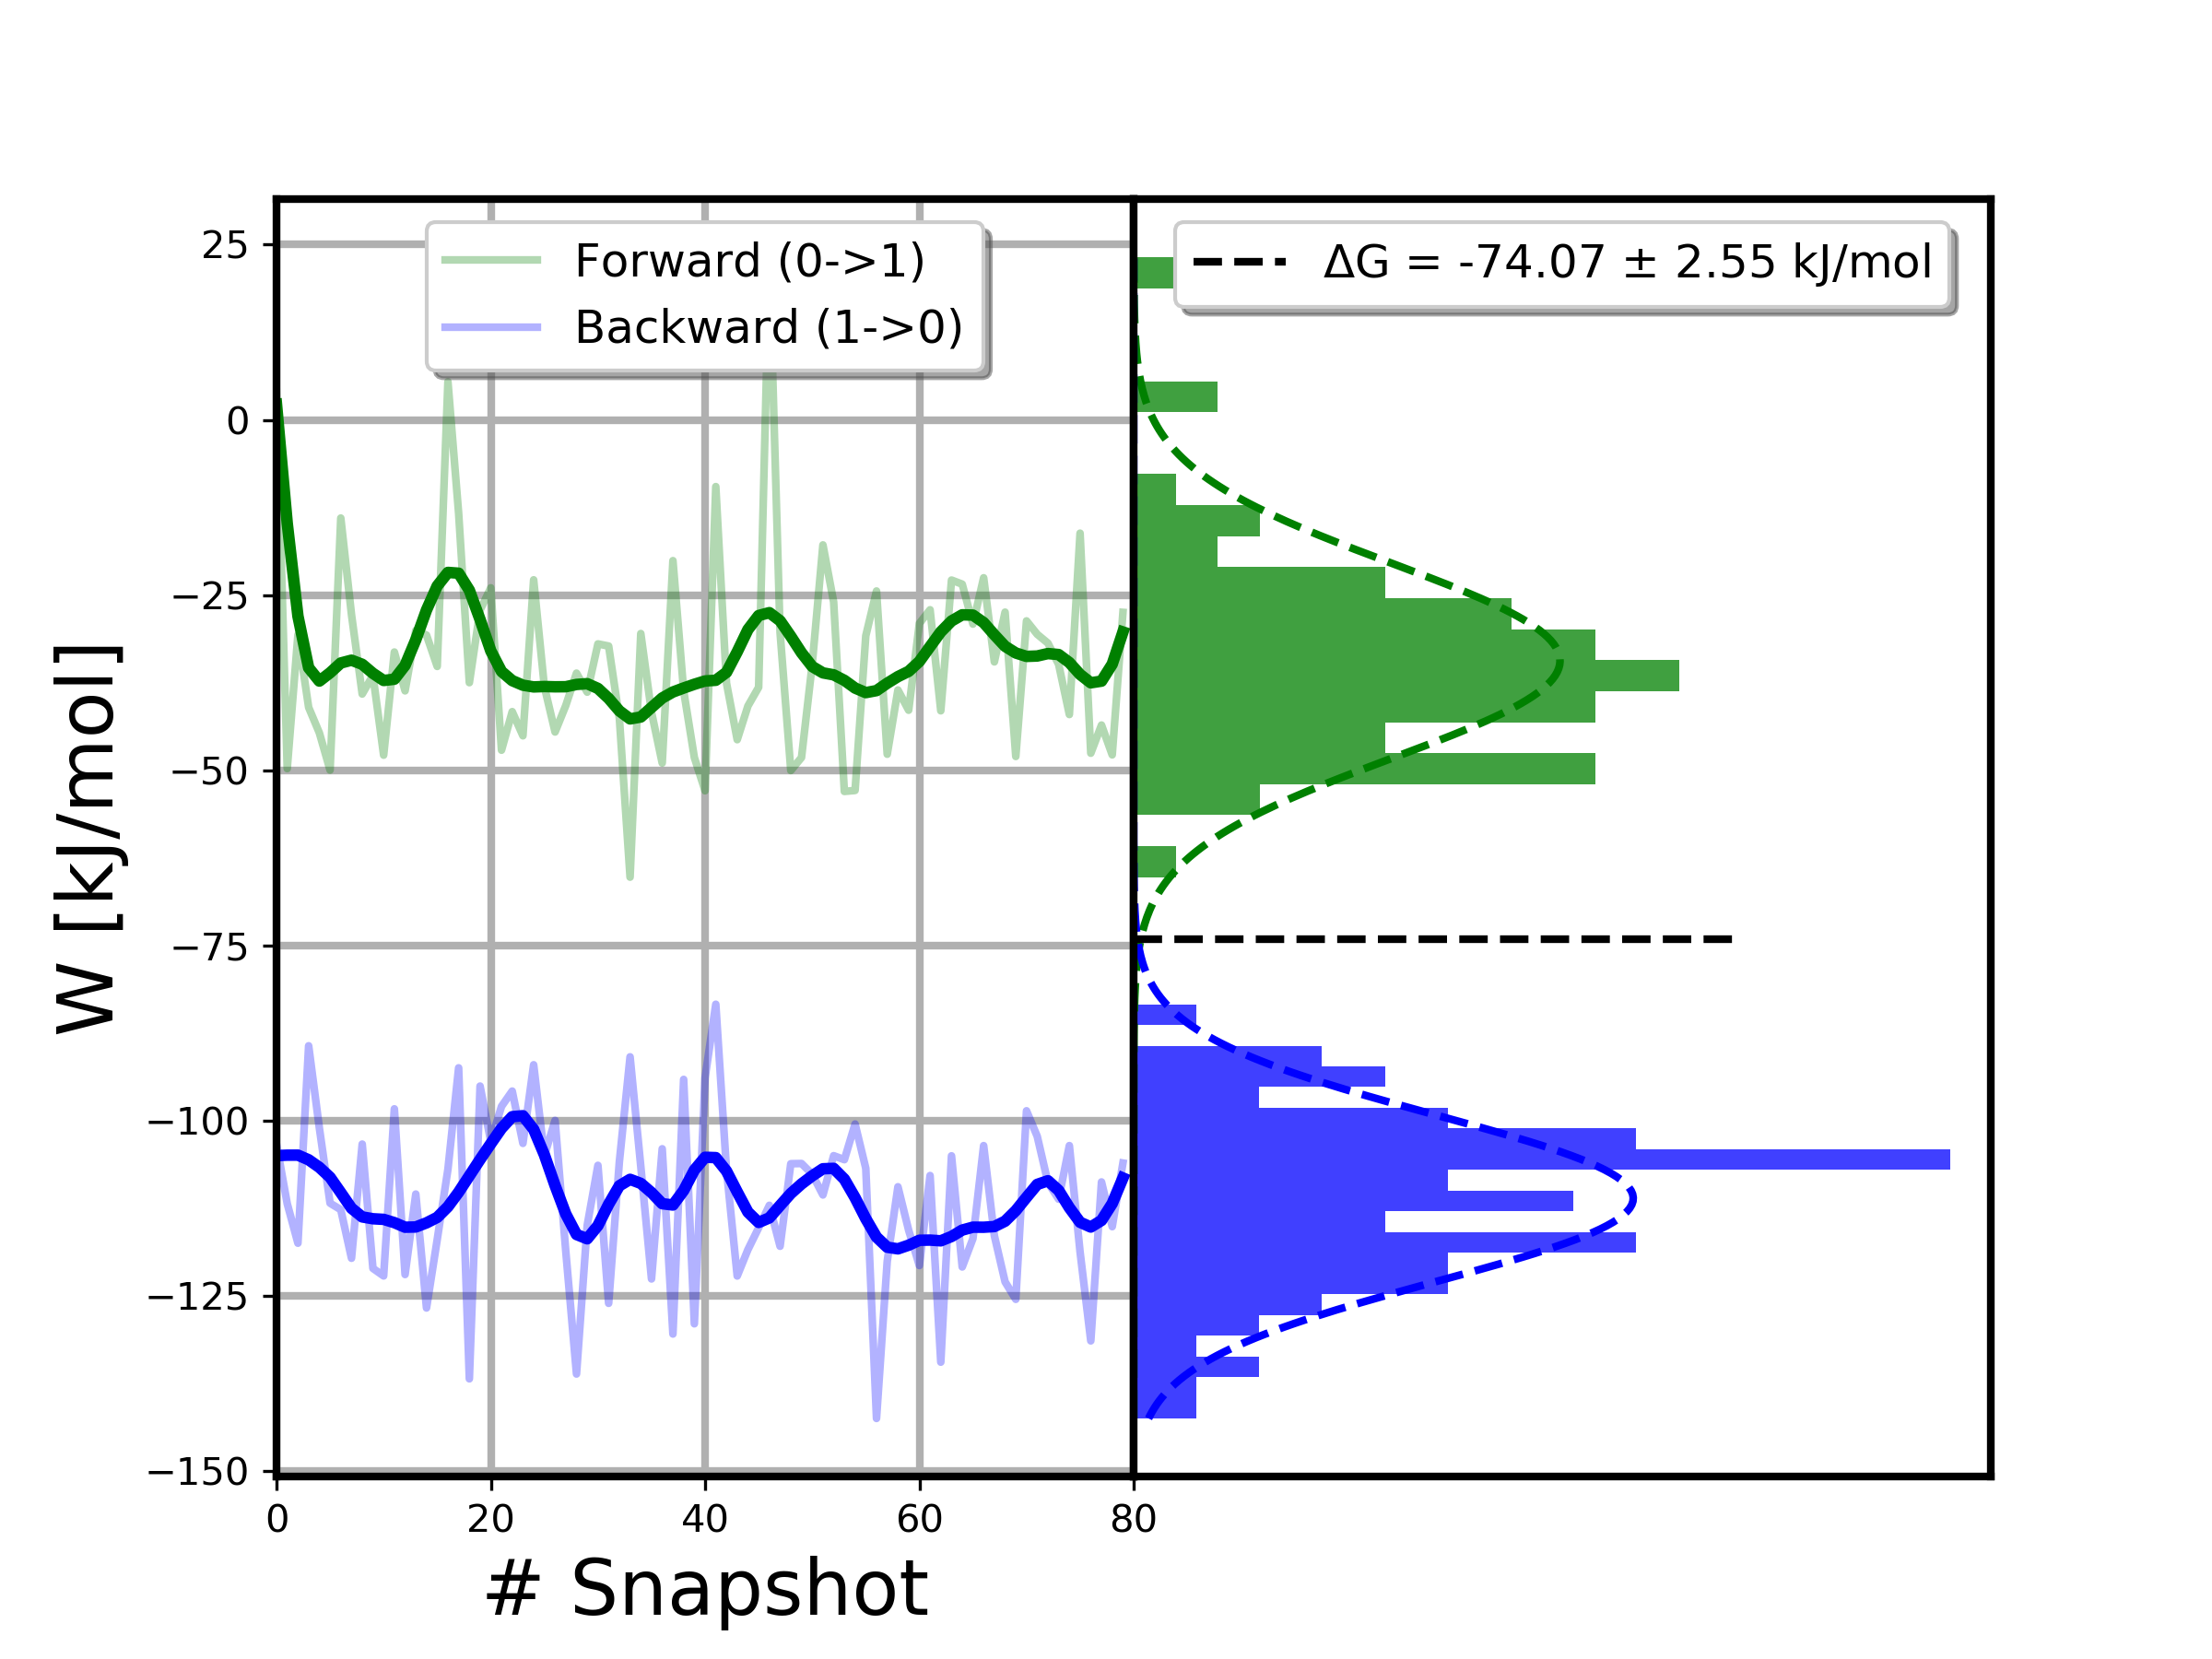 Forward (0->1)
Backward (1->0)
ΔG = -74.07 ± 2.55 kJ/mol
W [kJ/mol]
25
0
−25
−50
−75
−100
−125
−150
0 20 40 60 80
# Snapshot